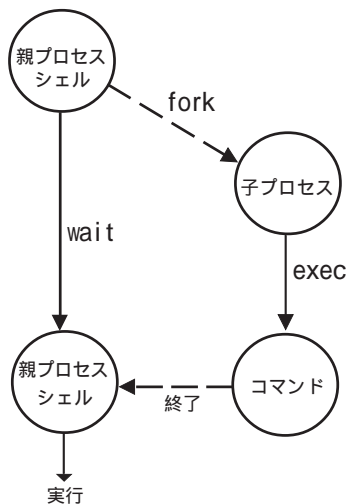 親プロセス
シェル
fork
子プロセス
wait
exec
親プロセス
シェル
コマンド
終了
実行